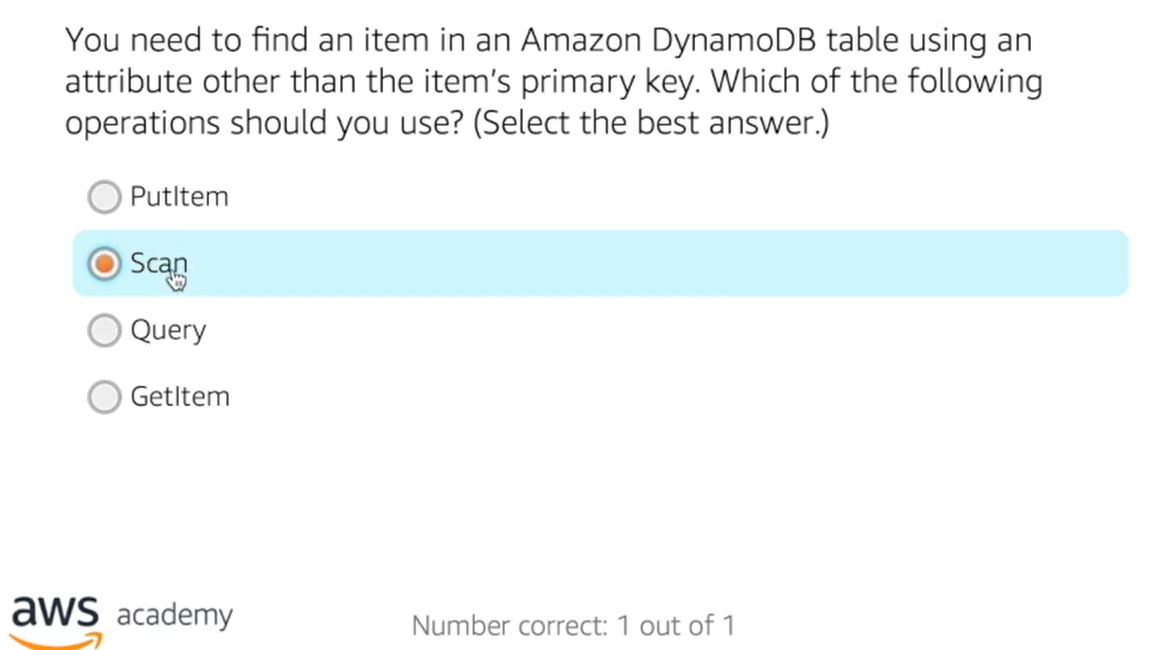 You need to find an item in an Amazon DynamoDB table using an
attribute other than the item's primary key. Which of the following
operations should you use? (Select the best answer.)
PutItem
Scan
Query
GetItem
aws academy
Number correct: 1 out of 1